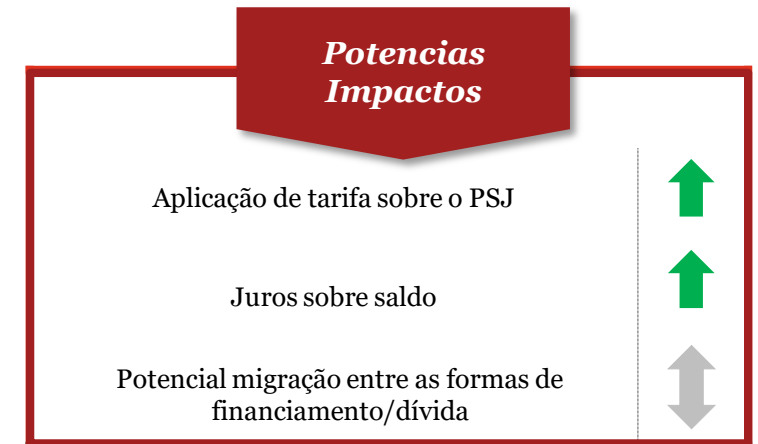 Potencias
Impactos
Aplicação de tarifa sobre o PSJ
Juros sobre saldo
Potencial migração entre as formas de
financiamento/dívida